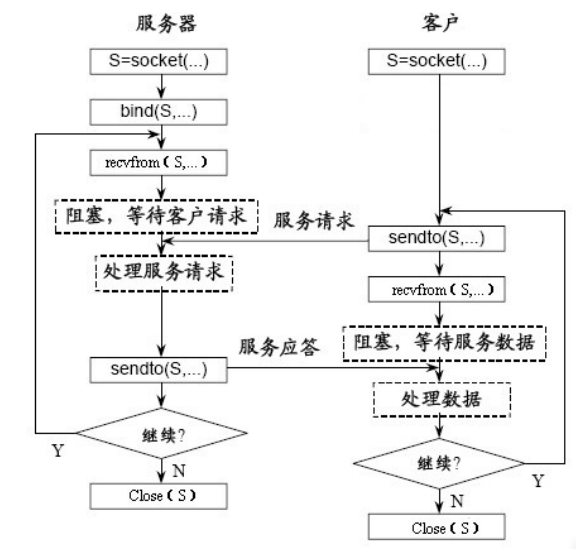 服务器
S=socket(...)
bind(S,...)
recvfrom（S,...）
阻塞，等待客户请求
处理服务请求
sendto(S,...)
继续?
Y
N
Close（S）
服务请求
服务应答
客户
S=socket(...)
sendto(S,...)
recvfrom（S,...）
阻塞，等待服务数据
处理数据
继续?
Y
N
Close（S）